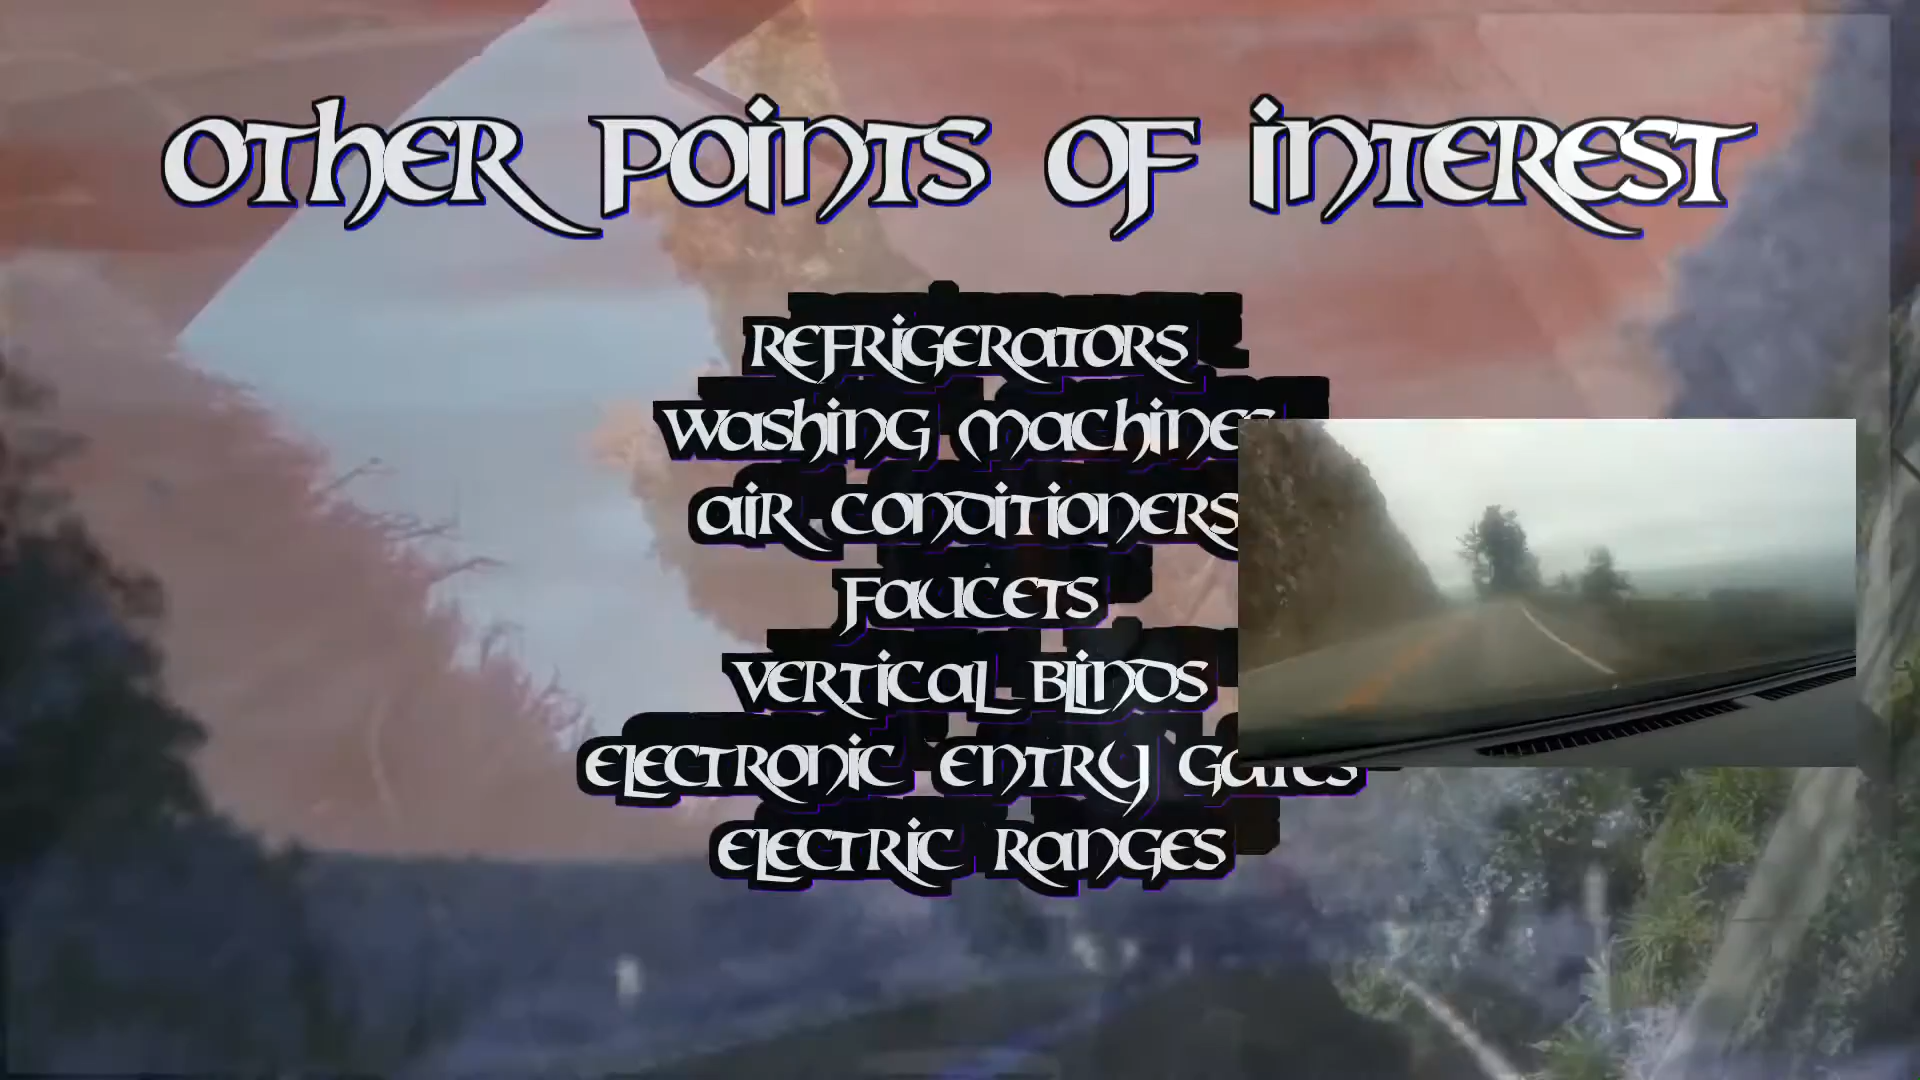 OTHER POINTS OF INTEREST
REFRIGERATORS
WASHING MACHINES
AIR CONDITIONERS
FAUCETS
VERTICAL BLINDS
ELECTRONIC ENTRY GATES
ELECTRIC RANGES